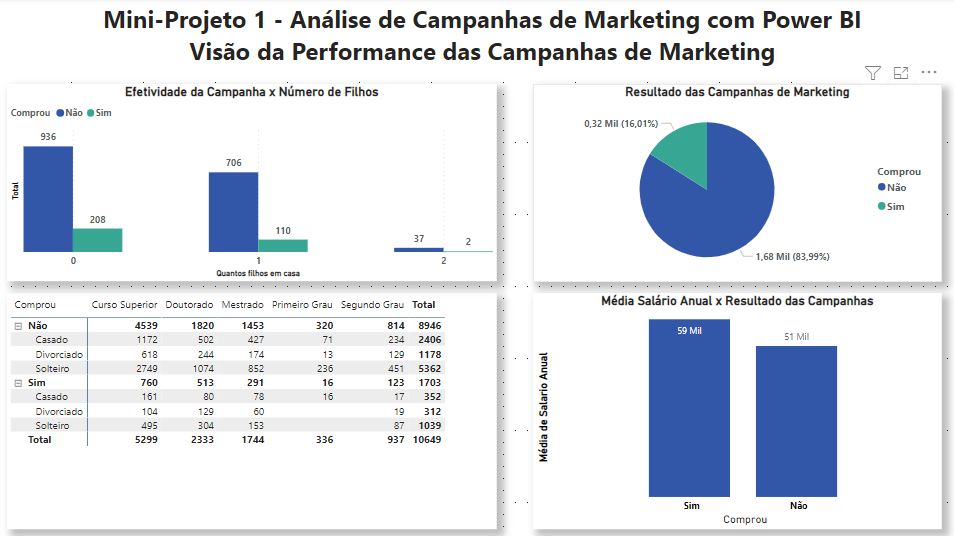 Mini-Projeto 1 - Análise de Campanhas de Marketing com Power BI
Visão da Performance das Campanhas de Marketing
Efetividade da Campanha x Número de Filhos
Comprou Não Sim
936
706
208
110
37
2
Total
0 1 2
Quantos filhos em casa
Resultado das Campanhas de Marketing
0,32 Mil (16,01%)
Comprou
Não
Sim
1,68 Mil (83,99%)
Comprou Curso Superior Doutorado Mestrado Primeiro Grau Segundo Grau Total
Não 4539 1820 1453 320 814 8946
Casado 1172 502 427 71 234 2406
Divorciado 618 244 174 13 129 1178
Solteiro 2749 1074 852 236 451 5362
Sim 760 513 291 16 123 1703
Casado 161 80 78 16 17 352
Divorciado 104 129 60 19 312
Solteiro 495 304 153 87 1039
Total 5299 2333 1744 336 937 10649
Média Salário Anual x Resultado das Campanhas
59 Mil
51 Mil
Média de Salario Anual
Sim Não
Comprou